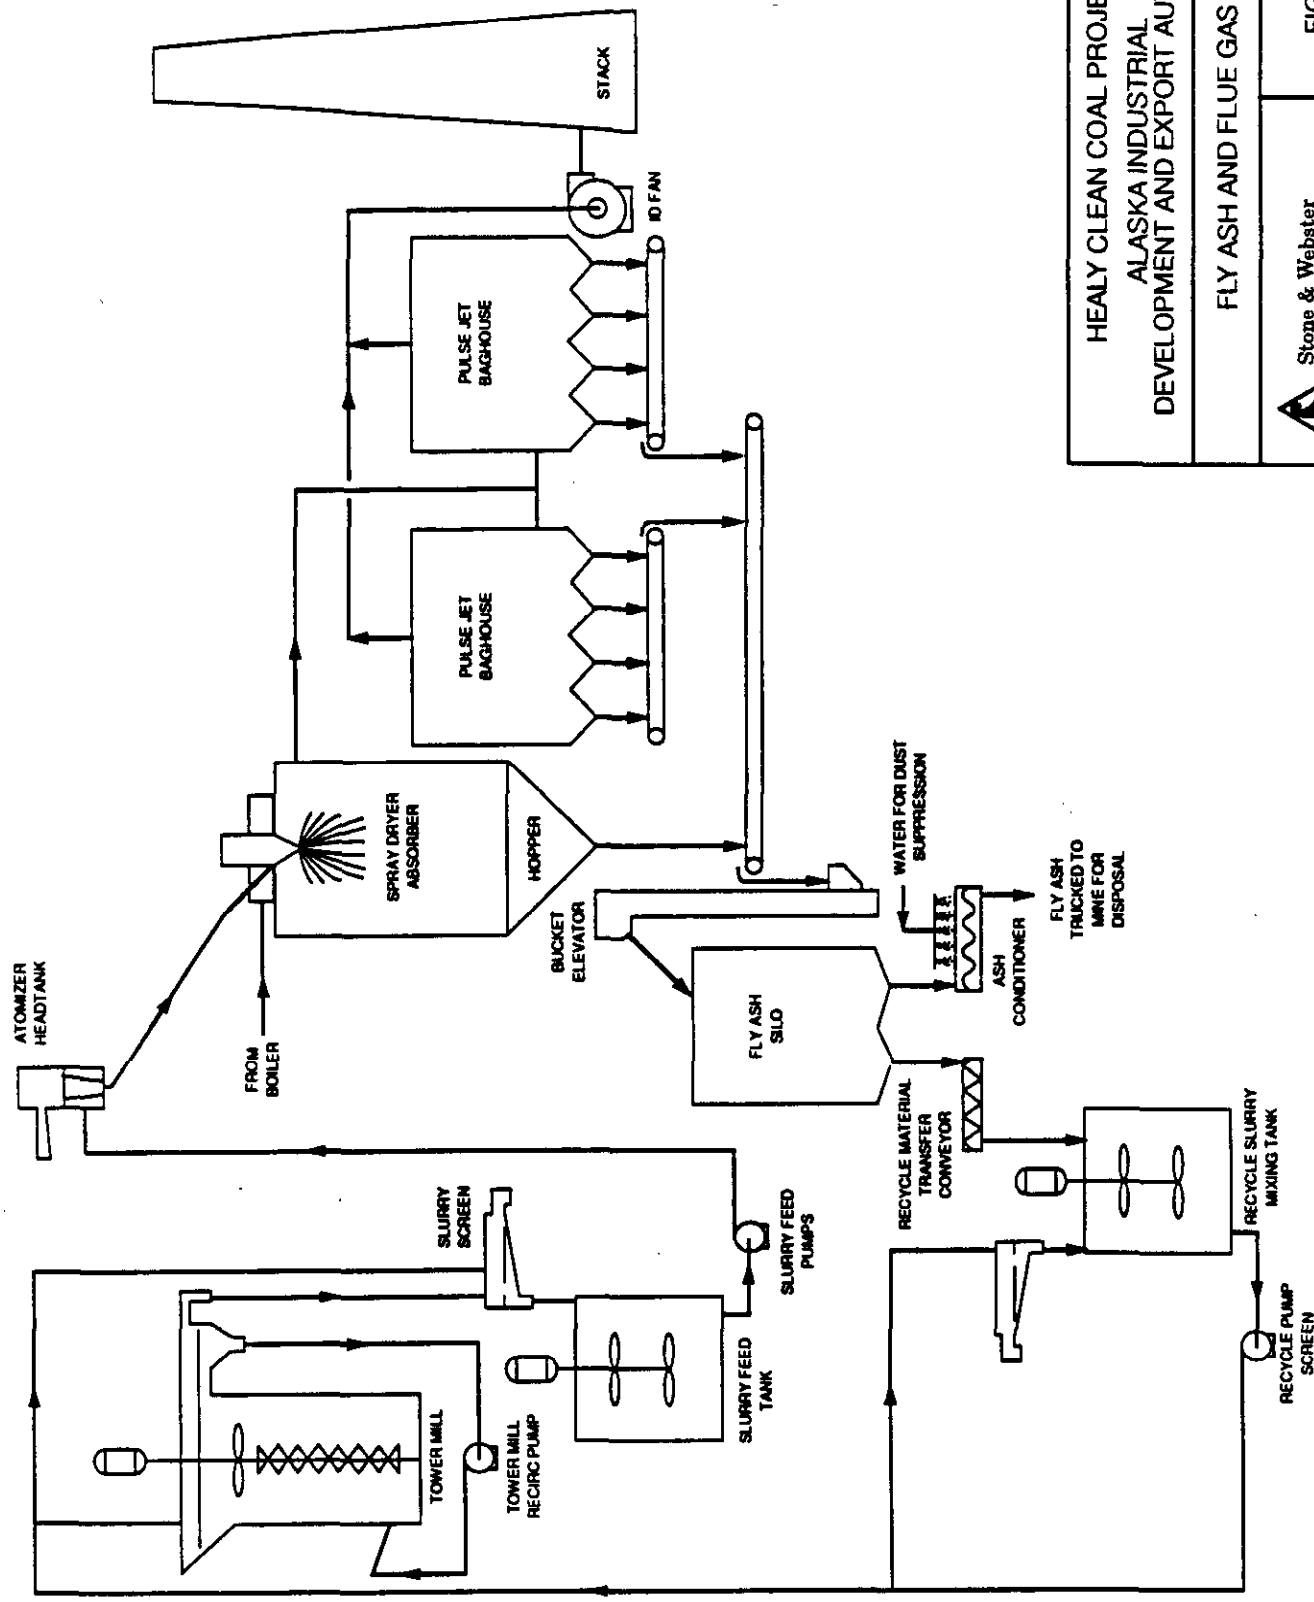 ATOMIZER
HEADTANK
STACK
ID FAN
PULSE JET
BAGHOUSE
PULSE JET
BAGHOUSE
SPRAY DRYER
ABSORBER
HOPPER
FROM
BOILER
BUCKET
ELEVATOR
FLY ASH
SILO
WATER FOR DUST
SUPPRESSION
ASH
CONDITIONER
FLY ASH
TRUCKED TO
MINE FOR
DISPOSAL
SLURRY
SCREEN
TOWER MILL
TOWER MILL
RECIRC PUMP
SLURRY FEED
TANK
SLURRY FEED
PUMPS
RECYCLE MATERIAL
TRANSFER
CONVEYOR
RECYCLE SLURRY
MIXING TANK
RECYCLE PUMP
SCREEN
HEALY CLEAN COAL PROJE
ALASKA INDUSTRIAL
DEVELOPMENT AND EXPORT AU
FLY ASH AND FLUE GAS
Stone & Webster
FIG